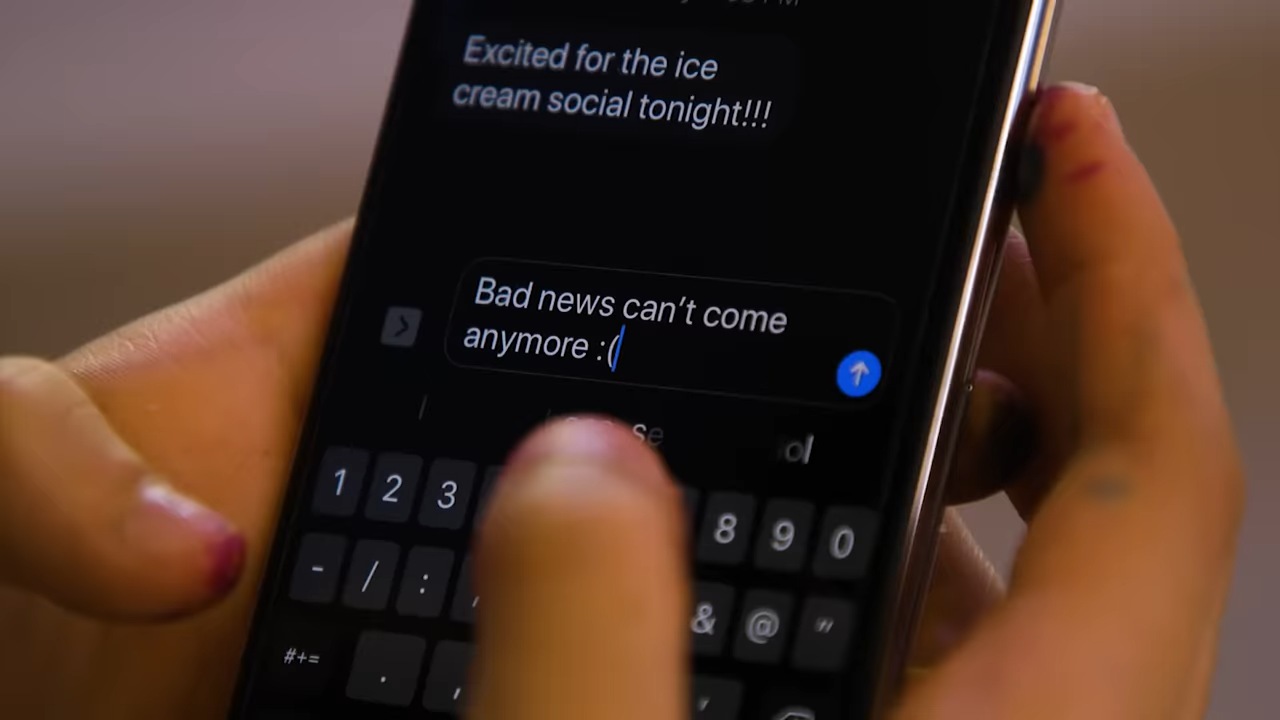 Excited for the ice
cream social tonight!!!
Bad news can't come
anymore :(
1 2 3 8 9 0
- / : & @ "
#+= . , ,